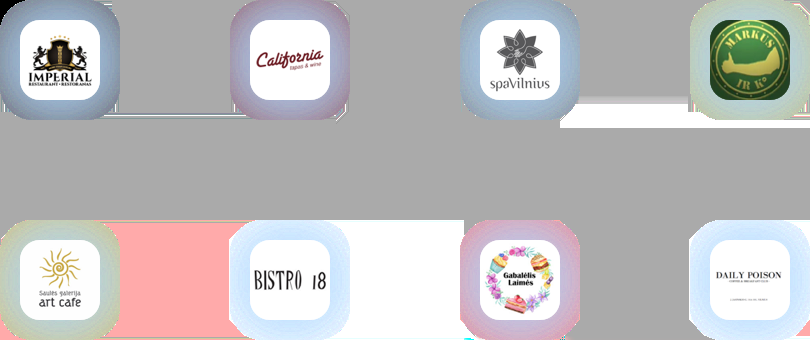 IMPERIAL
RESTAURANT • RESTORANAS
California
tapas & wine
spaVilnius
MARKUS
IR Kº
Saulės galerija
art cafe
BISTRO 18
Gabalėlis
Laimės
DAILY POISON